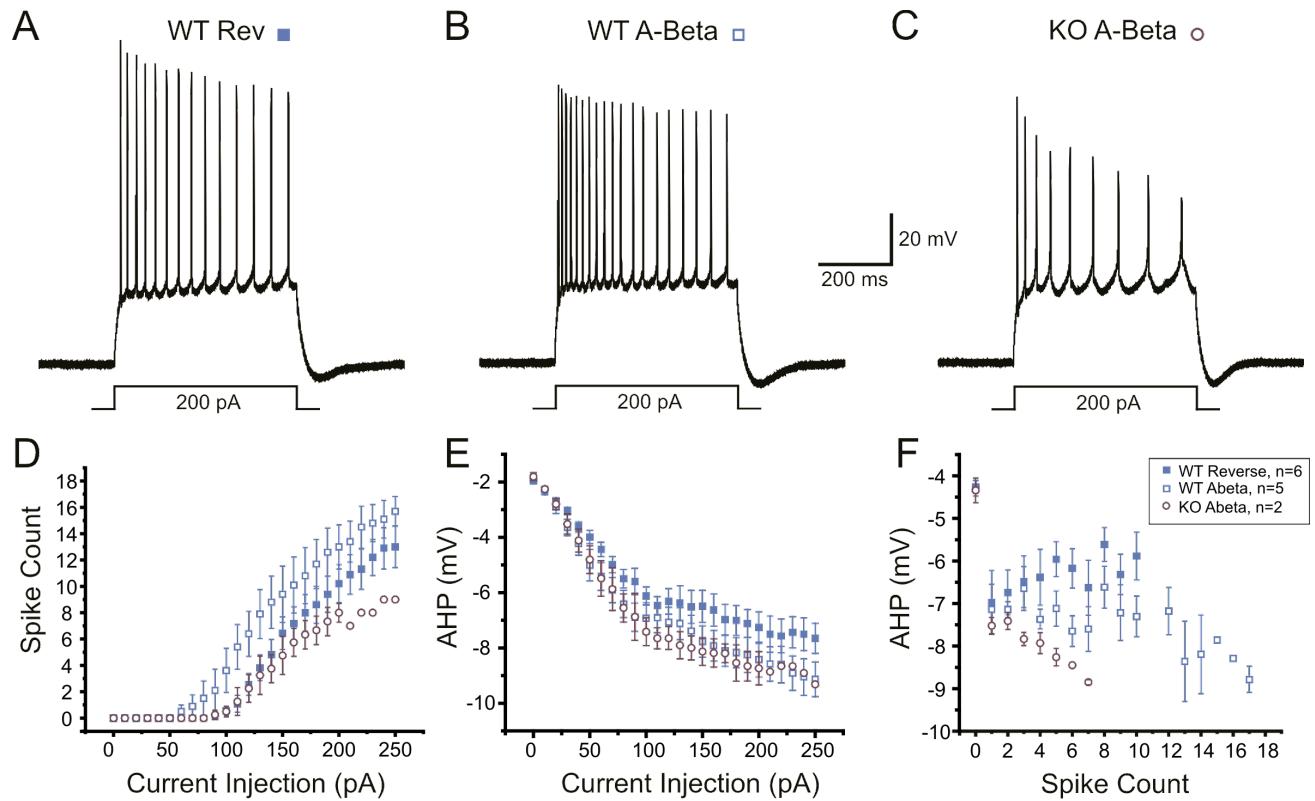 A
WT Rev
B
WT A-Beta
C
KO A-Beta
20 mV
200 ms
200 pA
200 pA
200 pA
D
18
16
14
12
10
8
6
4
2
0
Spike Count
0
50
100
150
200
250
Current Injection (pA)
E
-2
-4
-6
-8
-10
AHP (mV)
0
50
100
150
200
250
Current Injection (pA)
F
WT Reverse, n=6
WT Abeta, n=5
KO Abeta, n=2
-4
-5
-6
-7
-8
-9
-10
AHP (mV)
0
2
4
6
8
10
12
14
16
18
Spike Count